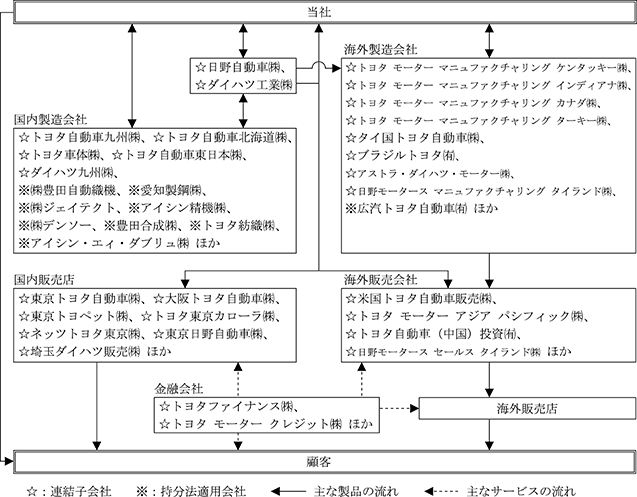 当社
☆日野自動車㈱、
☆ダイハツ工業㈱
海外製造会社
☆トヨタ モーター マニュファクチャリング ケンタッキー㈱、
☆トヨタ モーター マニュファクチャリング インディアナ㈱、
☆トヨタ モーター マニュファクチャリング カナダ㈱、
☆トヨタ モーター マニュファクチャリング ターキー㈱、
☆タイ国トヨタ自動車㈱、
☆ブラジルトヨタ㈲、
☆アストラ・ダイハツ・モーター㈱、
☆日野モータース マニュファクチャリング タイランド㈱、
※広汽トヨタ自動車㈲ ほか
国内製造会社
☆トヨタ自動車九州㈱、☆トヨタ自動車北海道㈱、
☆トヨタ車体㈱、☆トヨタ自動車東日本㈱、
☆ダイハツ九州㈱、
※㈱豊田自動織機、※愛知製鋼㈱、
※㈱ジェイテクト、※アイシン精機㈱、
※㈱デンソー、※豊田合成㈱、※トヨタ紡織㈱、
※アイシン・エィ・ダブリュ㈱ ほか
国内販売店
☆東京トヨタ自動車㈱、☆大阪トヨタ自動車㈱、
☆東京トヨペット㈱、☆トヨタ東京カローラ㈱、
☆ネッツトヨタ東京㈱、☆東京日野自動車㈱、
☆埼玉ダイハツ販売㈱ ほか
海外販売会社
☆米国トヨタ自動車販売㈱、
☆トヨタ モーター アジア パシフィック㈱、
☆トヨタ自動車（中国）投資㈲、
☆日野モータース セールス タイランド㈱ ほか
金融会社
☆トヨタファイナンス㈱、
☆トヨタ モーター クレジット㈱ ほか
海外販売店
顧客
☆：連結子会社 ※：持分法適用会社 主な製品の流れ 主なサービスの流れ